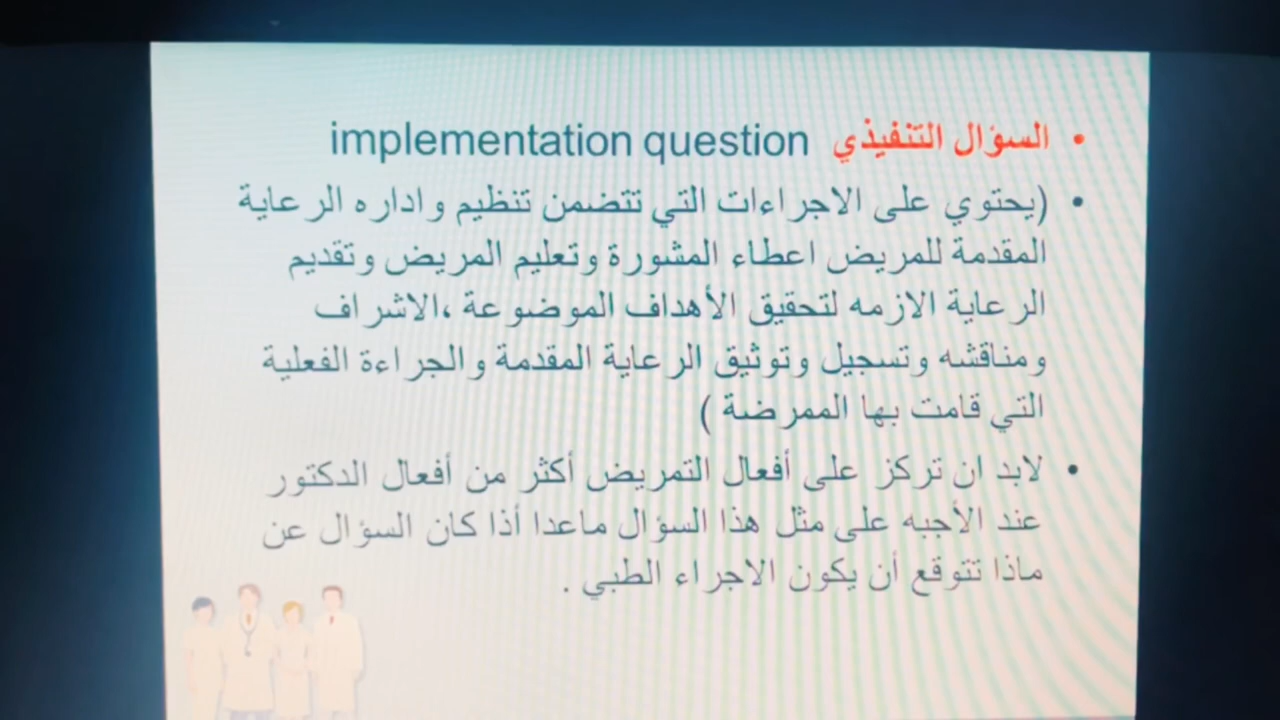 • السؤال التنفيذي implementation question
• (يحتوي على الاجراءات التي تتضمن تنظيم واداره الرعاية
المقدمة للمريض اعطاء المشورة وتعليم المريض وتقديم
الرعاية الازمه لتحقيق الأهداف الموضوعة ،الاشراف
ومناقشه وتسجيل وتوثيق الرعاية المقدمة والجراءة الفعلية
التي قامت بها الممرضة )
• لابد ان تركز على أفعال التمريض أكثر من أفعال الدكتور
عند الأجبه على مثل هذا السؤال ماعدا أذا كان السؤال عن
ماذا تتوقع أن يكون الاجراء الطبي .